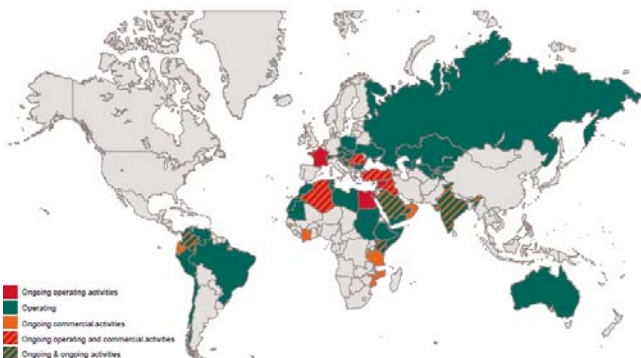 Ongoing operating activities
Operating
Ongoing commercial activities
Ongoing operating and commercial activities
Ongoing & ongoing activities